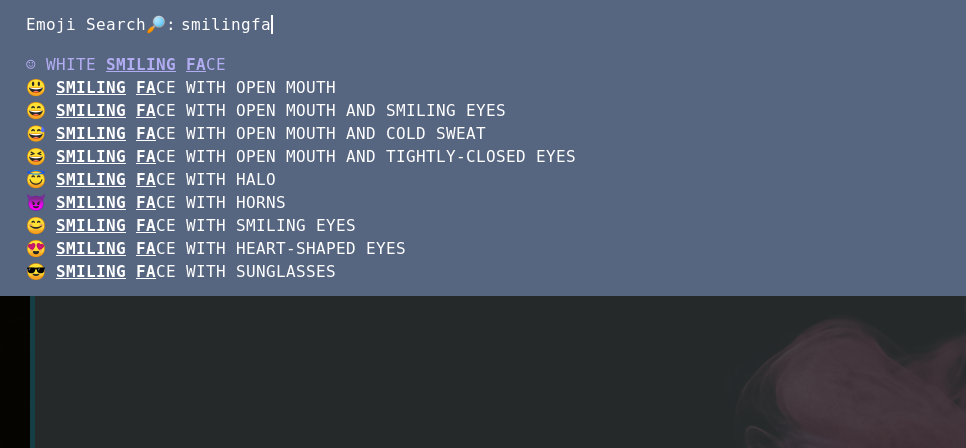 Emoji Search🔎: smilingfa
☺ WHITE SMILING FACE
😃 SMILING FACE WITH OPEN MOUTH
😄 SMILING FACE WITH OPEN MOUTH AND SMILING EYES
😅 SMILING FACE WITH OPEN MOUTH AND COLD SWEAT
😆 SMILING FACE WITH OPEN MOUTH AND TIGHTLY-CLOSED EYES
😇 SMILING FACE WITH HALO
😈 SMILING FACE WITH HORNS
😊 SMILING FACE WITH SMILING EYES
😍 SMILING FACE WITH HEART-SHAPED EYES
😎 SMILING FACE WITH SUNGLASSES